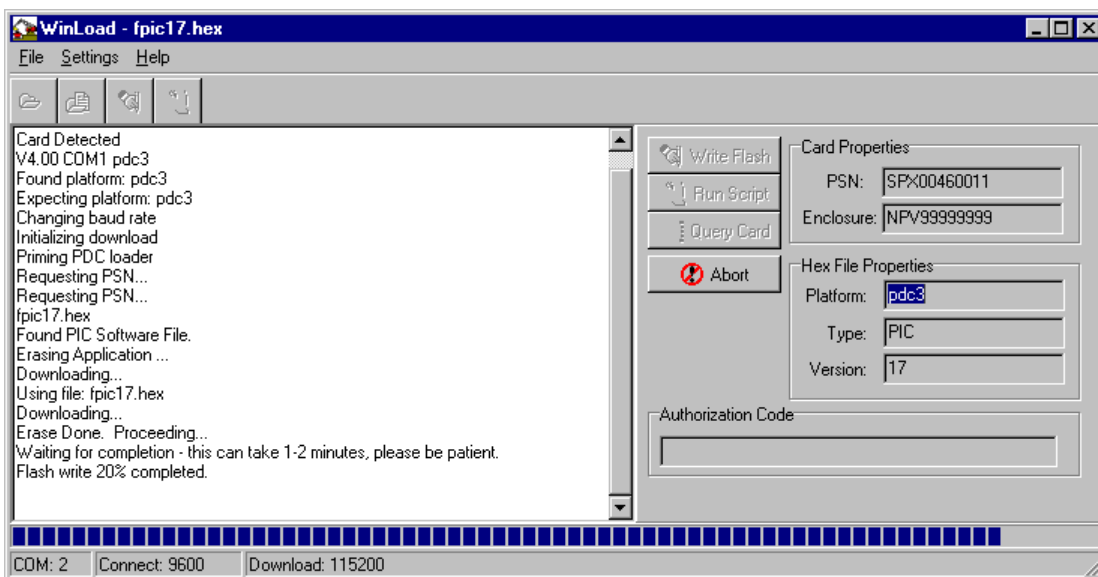 WinLoad - fpic17.hex
File Settings Help
Card Detected
V4.00 COM1 pdc3
Found platform: pdc3
Expecting platform: pdc3
Changing baud rate
Initializing download
Priming PDC loader
Requesting PSN...
Requesting PSN...
fpic17.hex
Found PIC Software File.
Erasing Application ...
Downloading...
Using file: fpic17.hex
Downloading...
Erase Done. Proceeding...
Waiting for completion - this can take 1-2 minutes, please be patient.
Flash write 20% completed.
Write Flash
Run Script
Query Card
Abort
Card Properties
PSN: SPX00460011
Enclosure: NPV99999999
Hex File Properties
Platform: pdc3
Type: PIC
Version: 17
Authorization Code
COM: 2 Connect: 9600 Download: 115200